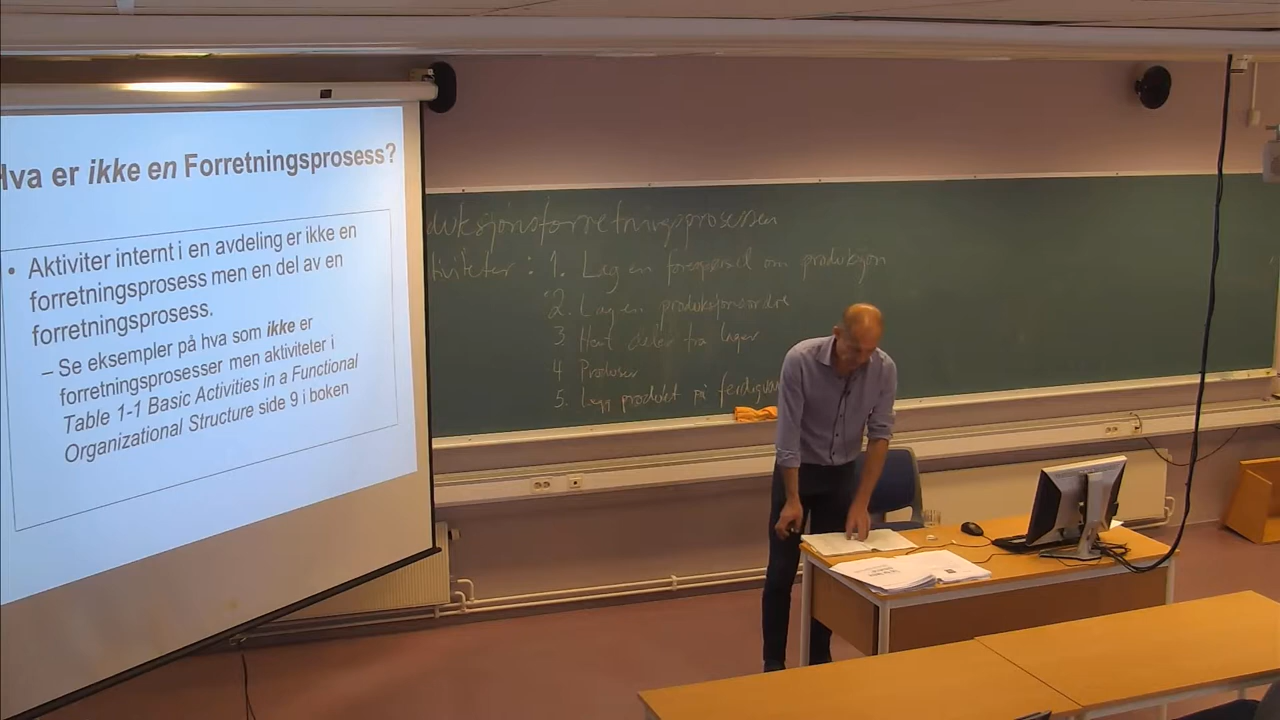 Hva er ikke en Forretningsprosess?
• Aktiviter internt i en avdeling er ikke en
forretningsprosess men en del av en
forretningsprosess.
– Se eksempler på hva som ikke er
forretningsprosesser men aktiviteter i
Table 1-1 Basic Activities in a Functional
Organizational Structure side 9 i boken
duksjonsforretningsprosessen
tiviteter : 1. Lag en forespørsel om produksjon
2. Lag en produksjonsordre
3 Hent deler fra lager
4 Produser
5. Legg produkt på